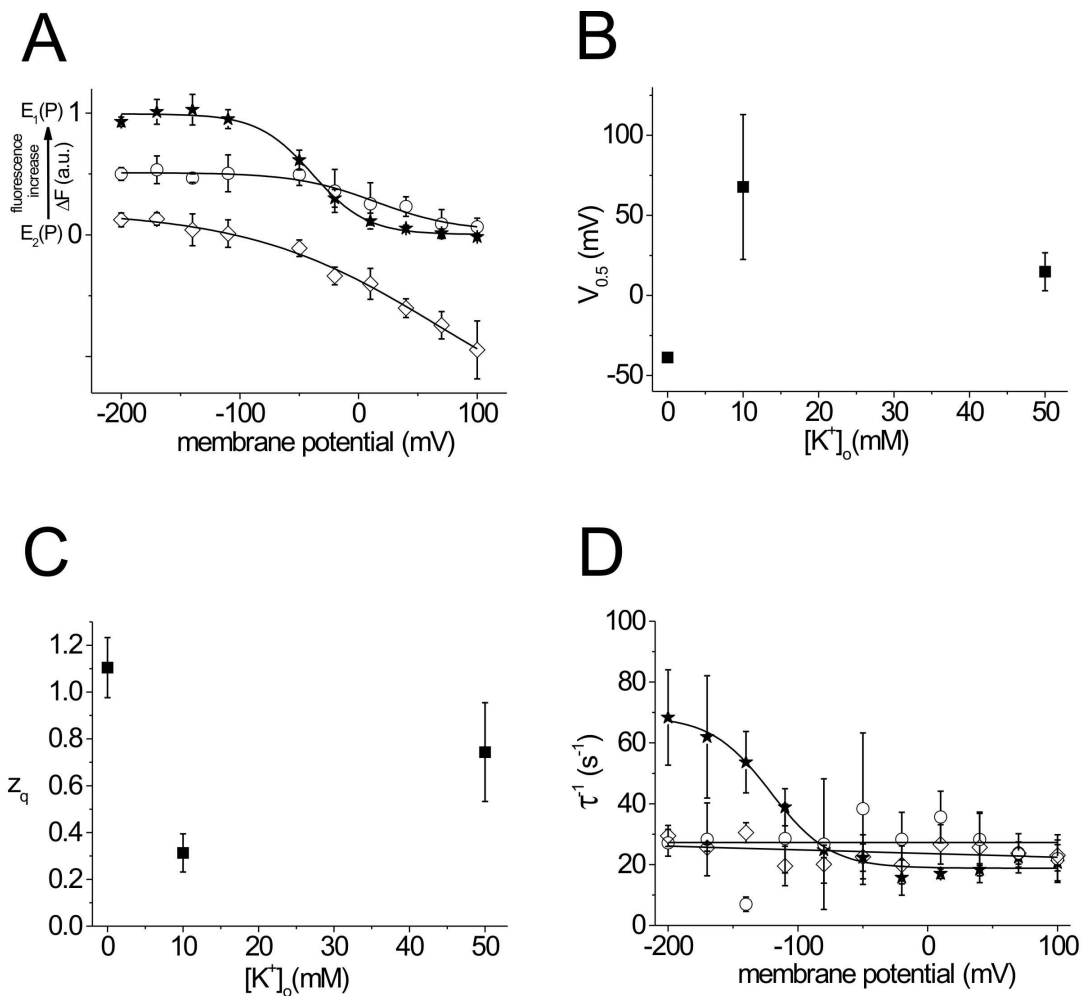 A
E₁(P)
1
fluorescence
increase
ΔF (a.u.)
E₂(P)
0
-200
-100
0
100
membrane potential (mV)
B
100
50
0
-50
V₀.₅ (mV)
0
10
20
30
40
50
[K⁺]ₒ(mM)
C
1.2
1.0
0.8
0.6
0.4
0.2
0.0
z_q
0
10
20
30
40
50
[K⁺]ₒ(mM)
D
100
80
60
40
20
0
τ⁻¹ (s⁻¹)
-200
-100
0
100
membrane potential (mV)